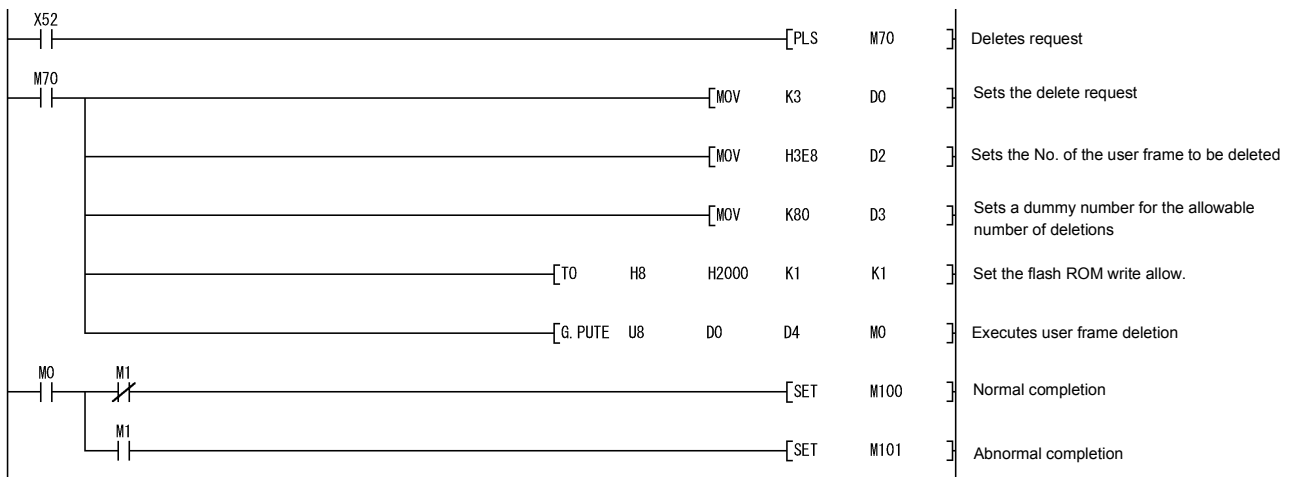 X52
[PLS M70 ] Deletes request
M70
[MOV K3 D0 ] Sets the delete request
[MOV H3E8 D2 ] Sets the No. of the user frame to be deleted
[MOV K80 D3 ] Sets a dummy number for the allowable
number of deletions
[TO H8 H2000 K1 K1 ] Set the flash ROM write allow.
[G. PUTE U8 D0 D4 M0 ] Executes user frame deletion
M0 M1
[SET M100 ] Normal completion
M1
[SET M101 ] Abnormal completion